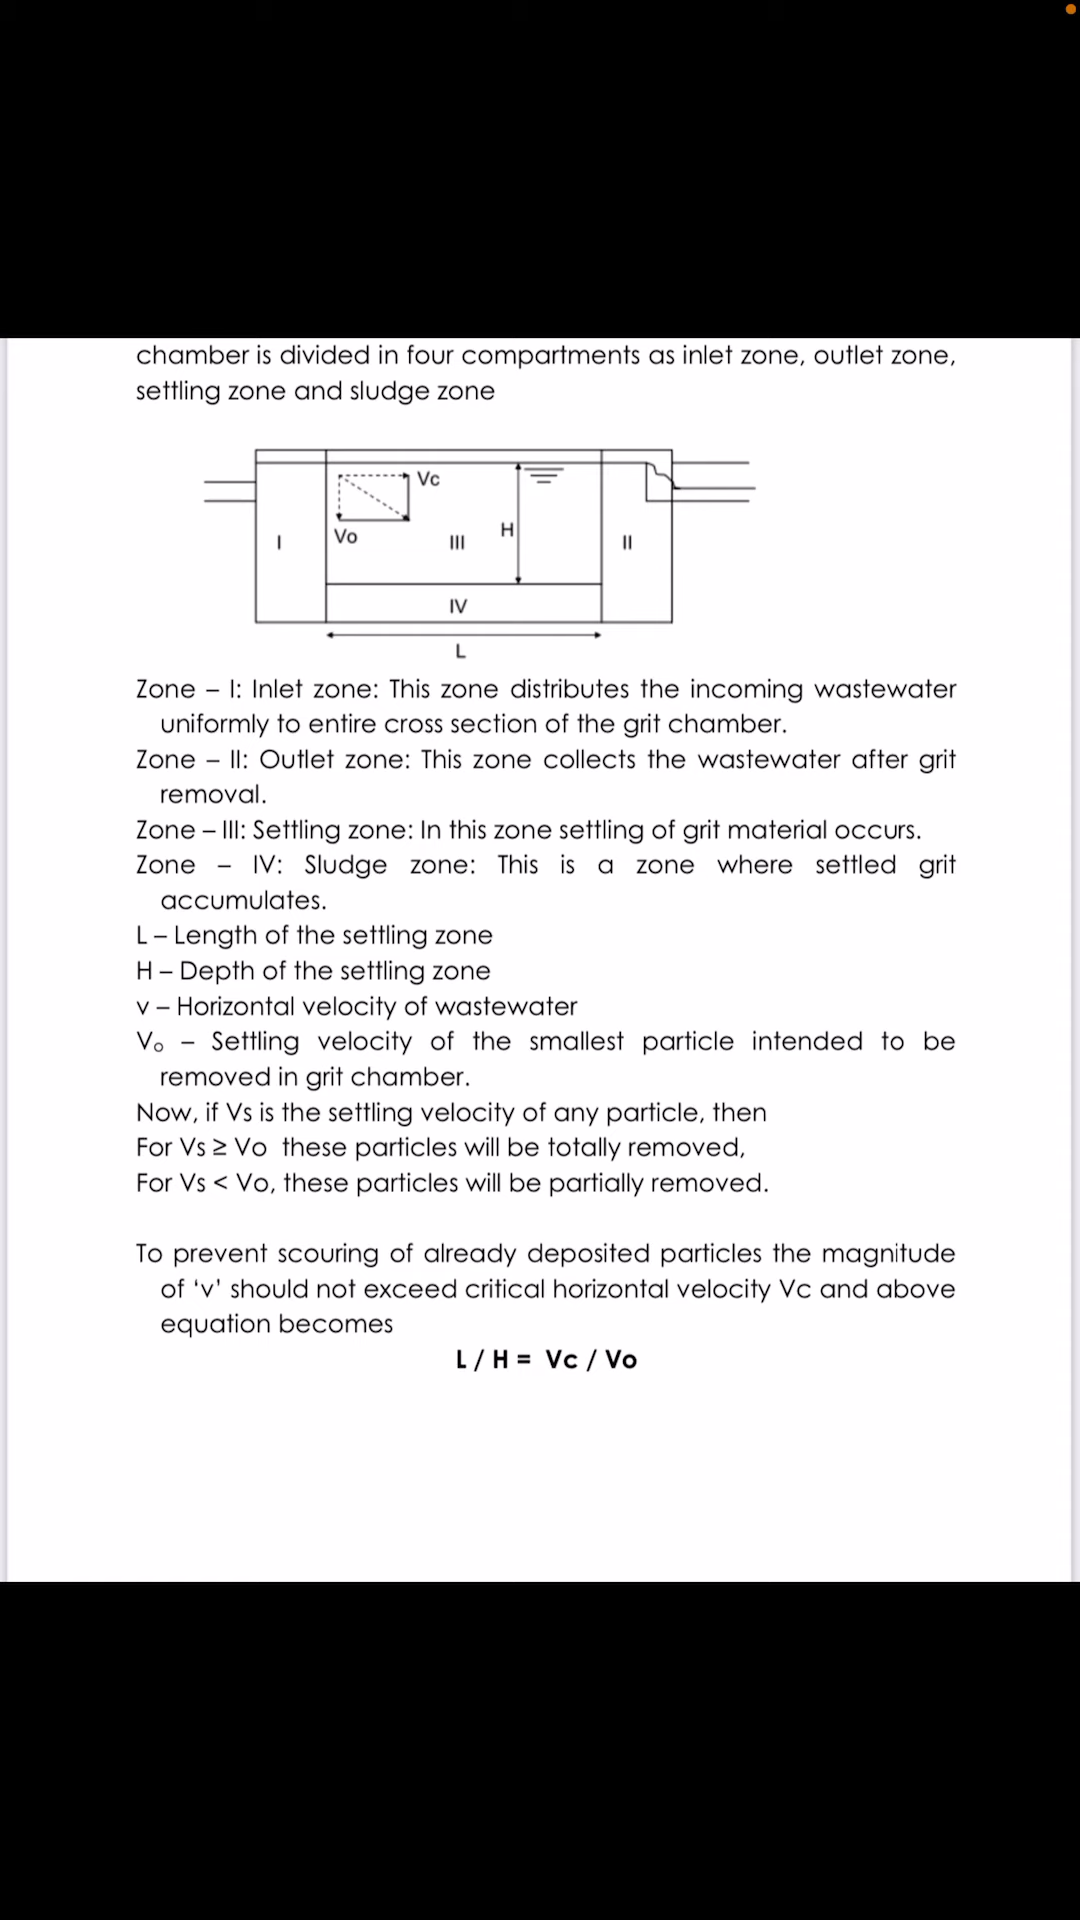 chamber is divided in four compartments as inlet zone, outlet zone,
settling zone and sludge zone
Vc
Vo
H
I
III
II
IV
L
Zone – I: Inlet zone: This zone distributes the incoming wastewater
uniformly to entire cross section of the grit chamber.
Zone – II: Outlet zone: This zone collects the wastewater after grit
removal.
Zone – III: Settling zone: In this zone settling of grit material occurs.
Zone – IV: Sludge zone: This is a zone where settled grit
accumulates.
L – Length of the settling zone
H – Depth of the settling zone
v – Horizontal velocity of wastewater
Vₒ – Settling velocity of the smallest particle intended to be
removed in grit chamber.
Now, if Vs is the settling velocity of any particle, then
For Vs ≥ Vo these particles will be totally removed,
For Vs < Vo, these particles will be partially removed.
To prevent scouring of already deposited particles the magnitude
of ‘v' should not exceed critical horizontal velocity Vc and above
equation becomes
L / H = Vc / Vo